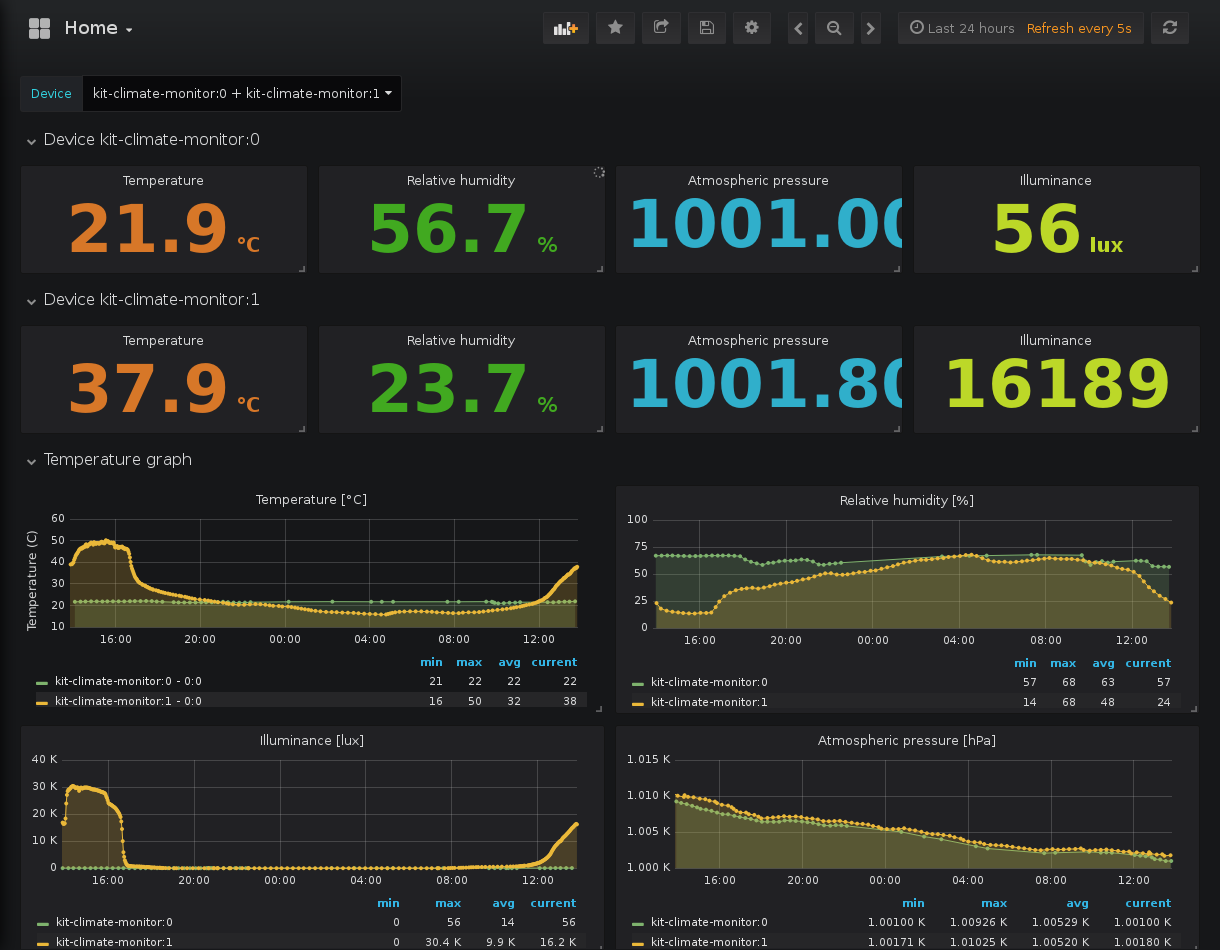 Home
Last 24 hours Refresh every 5s
Device kit-climate-monitor:0 + kit-climate-monitor:1
Device kit-climate-monitor:0
Temperature Relative humidity Atmospheric pressure Illuminance
21.9 °C 56.7 % 1001.00 56 lux
Device kit-climate-monitor:1
Temperature Relative humidity Atmospheric pressure Illuminance
37.9 °C 23.7 % 1001.80 16189
Temperature graph
Temperature [°C]
Temperature (C)
60
50
40
30
20
10
16:00 20:00 00:00 04:00 08:00 12:00
min max avg current
kit-climate-monitor:0 - 0:0 21 22 22 22
kit-climate-monitor:1 - 0:0 16 50 32 38
Relative humidity [%]
100
75
50
25
0
16:00 20:00 00:00 04:00 08:00 12:00
min max avg current
kit-climate-monitor:0 57 68 63 57
kit-climate-monitor:1 14 68 48 24
Illuminance [lux]
40 K
30 K
20 K
10 K
0
16:00 20:00 00:00 04:00 08:00 12:00
min max avg current
kit-climate-monitor:0 0 56 14 56
kit-climate-monitor:1 0 30.4 K 9.9 K 16.2 K
Atmospheric pressure [hPa]
1.015 K
1.010 K
1.005 K
1.000 K
16:00 20:00 00:00 04:00 08:00 12:00
min max avg current
kit-climate-monitor:0 1.00100 K 1.00926 K 1.00529 K 1.00100 K
kit-climate-monitor:1 1.00171 K 1.01025 K 1.00520 K 1.00180 K